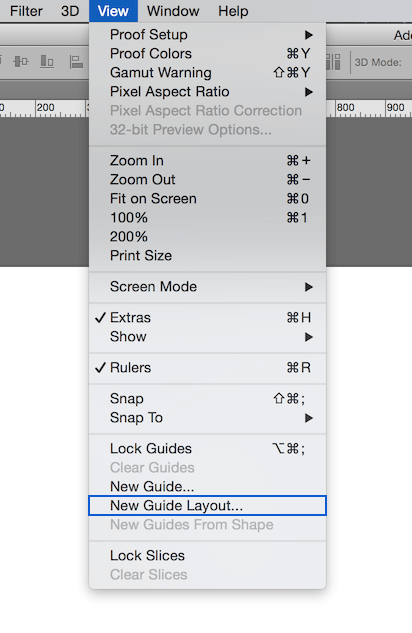 Filter 3D View Window Help
Proof Setup ▶
Proof Colors ⌘Y
Gamut Warning ⇧⌘Y
Pixel Aspect Ratio ▶
Pixel Aspect Ratio Correction
32-bit Preview Options...
Zoom In ⌘+
Zoom Out ⌘−
Fit on Screen ⌘0
100% ⌘1
200%
Print Size
Screen Mode ▶
✓ Extras ⌘H
Show ▶
✓ Rulers ⌘R
Snap ⇧⌘;
Snap To ▶
Lock Guides ⌥⌘;
Clear Guides
New Guide...
New Guide Layout...
New Guides From Shape
Lock Slices
Clear Slices
Ado
3D Mode:
200
800
900